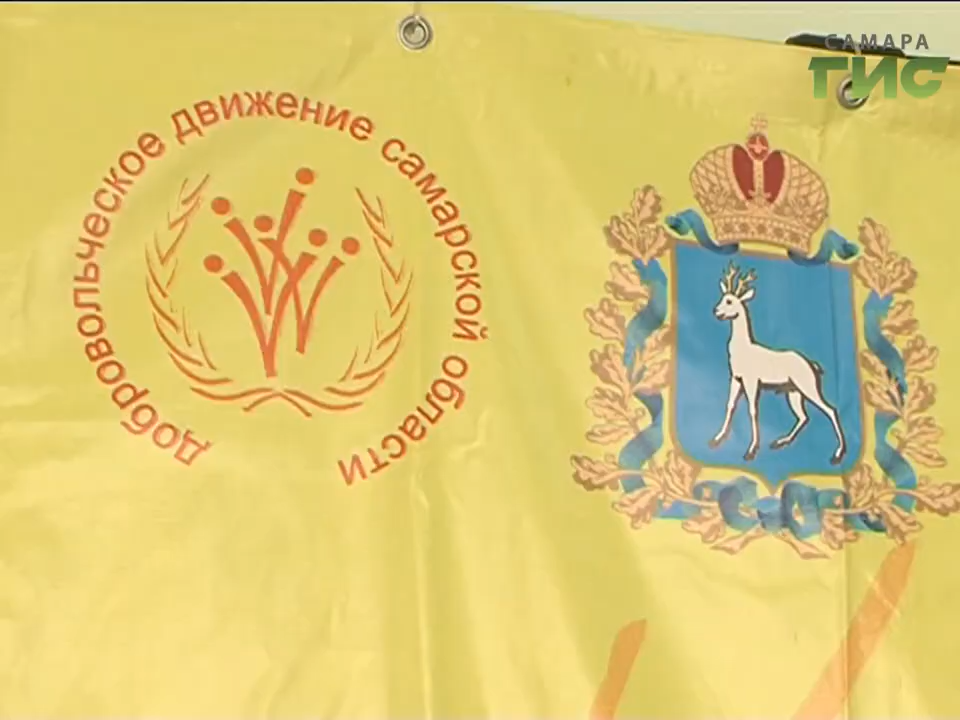 добровольческое движение самарской области
САМАРА
ГИС